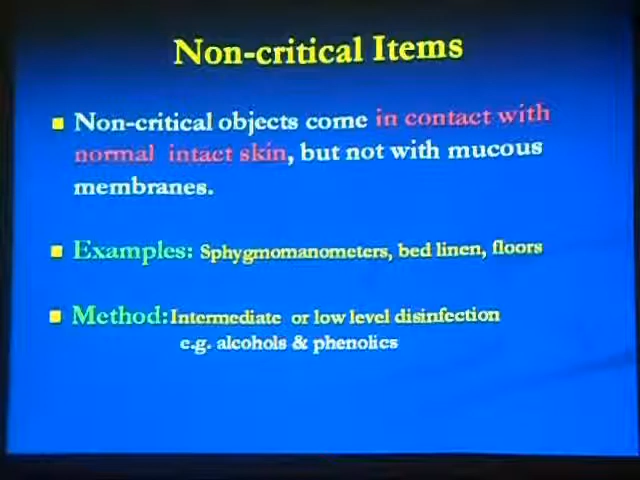 Non-critical Items
Non-critical objects come in contact with
normal intact skin, but not with mucous
membranes.
Examples: Sphygmomanometers, bed linen, floors
Method: Intermediate or low level disinfection
e.g. alcohols & phenolics